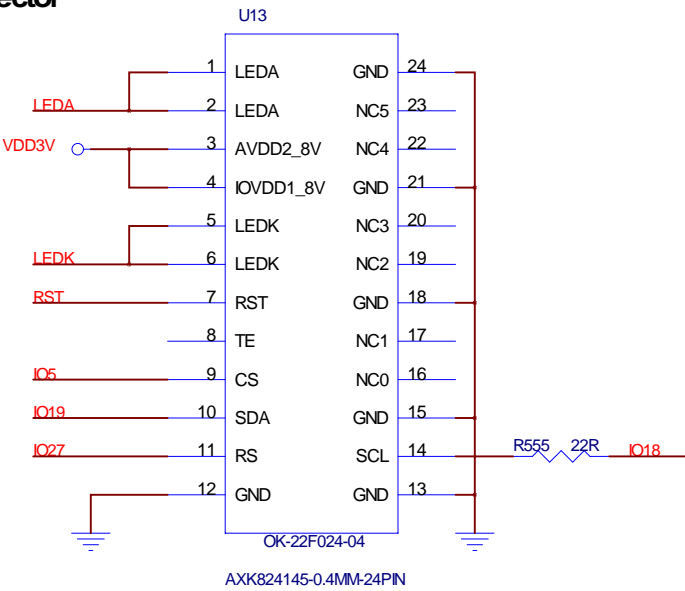 ector
U13
1 LEDA GND 24
LEDA 2 LEDA NC5 23
VDD3V 3 AVDD2_8V NC4 22
4 IOVDD1_8V GND 21
5 LEDK NC3 20
LEDK 6 LEDK NC2 19
RST 7 RST GND 18
8 TE NC1 17
IO5 9 CS NC0 16
IO19 10 SDA GND 15
IO27 11 RS SCL 14 R555 22R IO18
12 GND GND 13
OK-22F024-04
AXK824145-0.4MM-24PIN